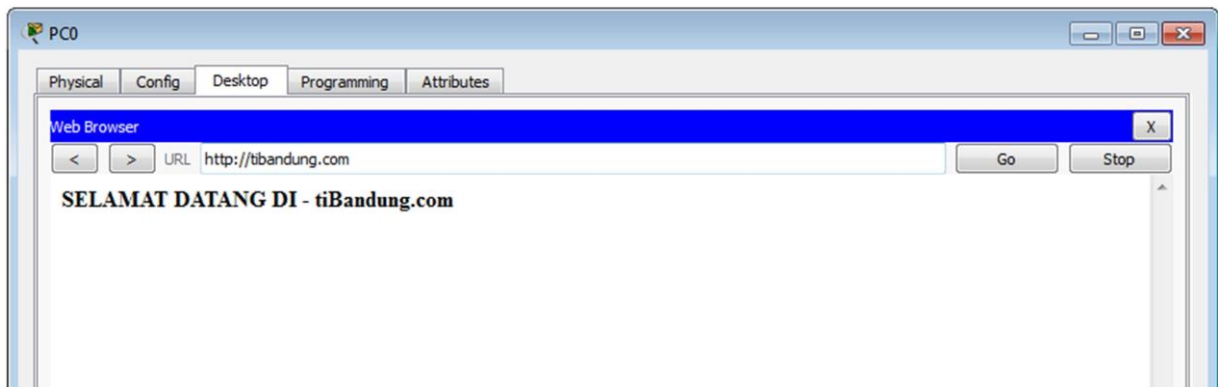 PC0
Physical Config Desktop Programming Attributes
Web Browser X
< > URL http://tibandung.com Go Stop
SELAMAT DATANG DI - tiBandung.com